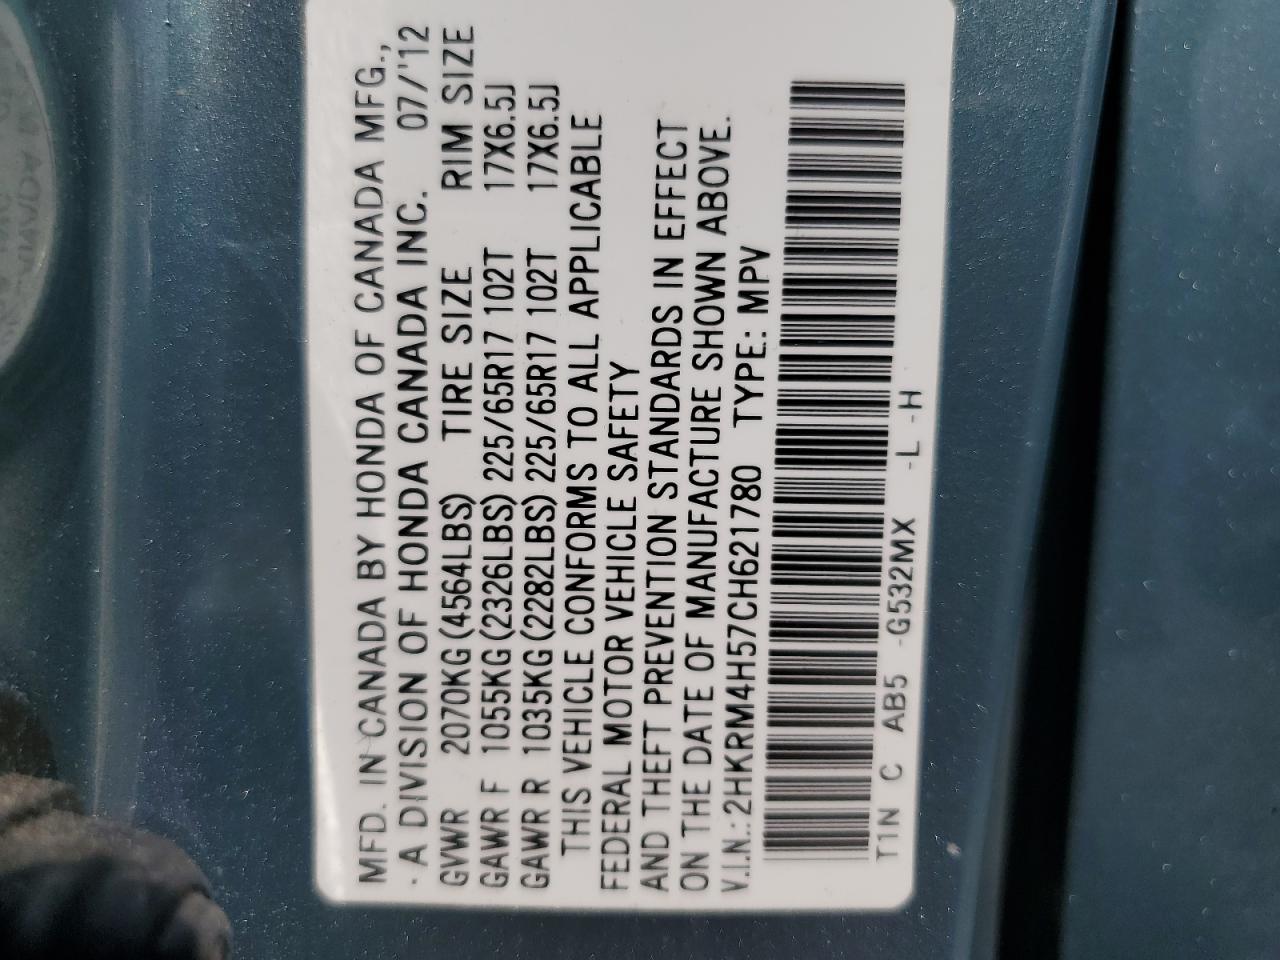 MFD. IN CANADA BY HONDA OF CANADA MFG.,
A DIVISION OF HONDA CANADA INC. 07/'12
GVWR 2070KG(4564LBS) TIRE SIZE RIM SIZE
GAWR F 1055KG(2326LBS) 225/65R17 102T 17X6.5J
GAWR R 1035KG(2282LBS) 225/65R17 102T 17X6.5J
THIS VEHICLE CONFORMS TO ALL APPLICABLE
FEDERAL MOTOR VEHICLE SAFETY
AND THEFT PREVENTION STANDARDS IN EFFECT
ON THE DATE OF MANUFACTURE SHOWN ABOVE.
V.I.N.: 2HKRM4H57CH621780 TYPE: MPV
T1N C AB5 -G532MX -L -H